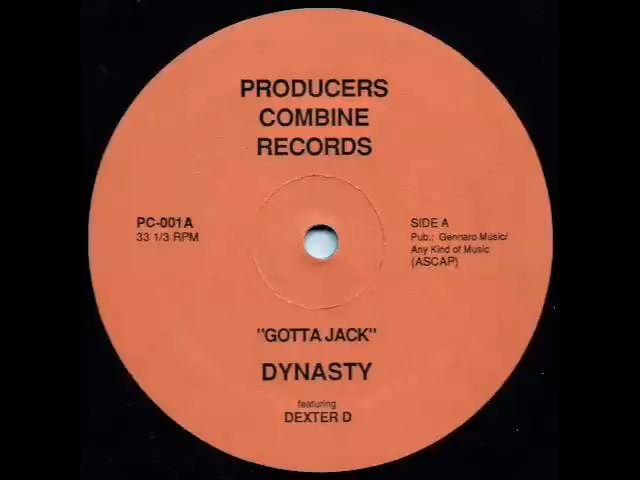 PRODUCERS
COMBINE
RECORDS
PC-001A
33 1/3 RPM
SIDE A
Pub.: Gennaro Music/
Any Kind of Music
(ASCAP)
"GOTTA JACK"
DYNASTY
featuring
DEXTER D